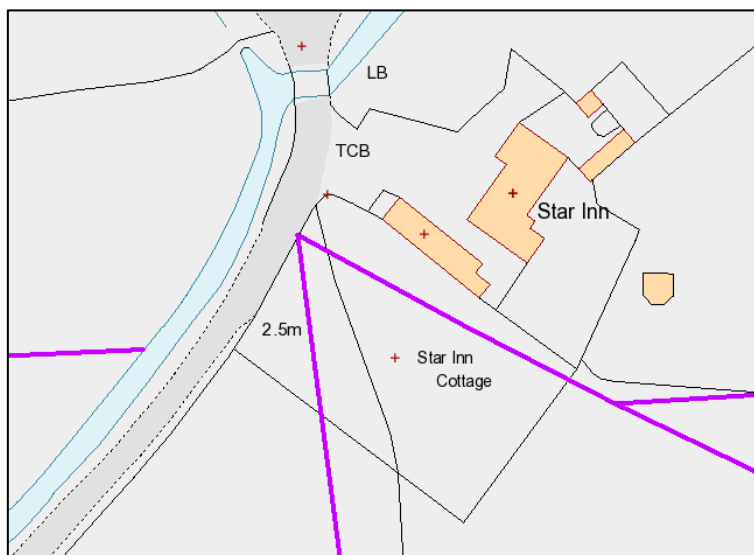 LB
TCB
Star Inn
2.5m
Star Inn
Cottage